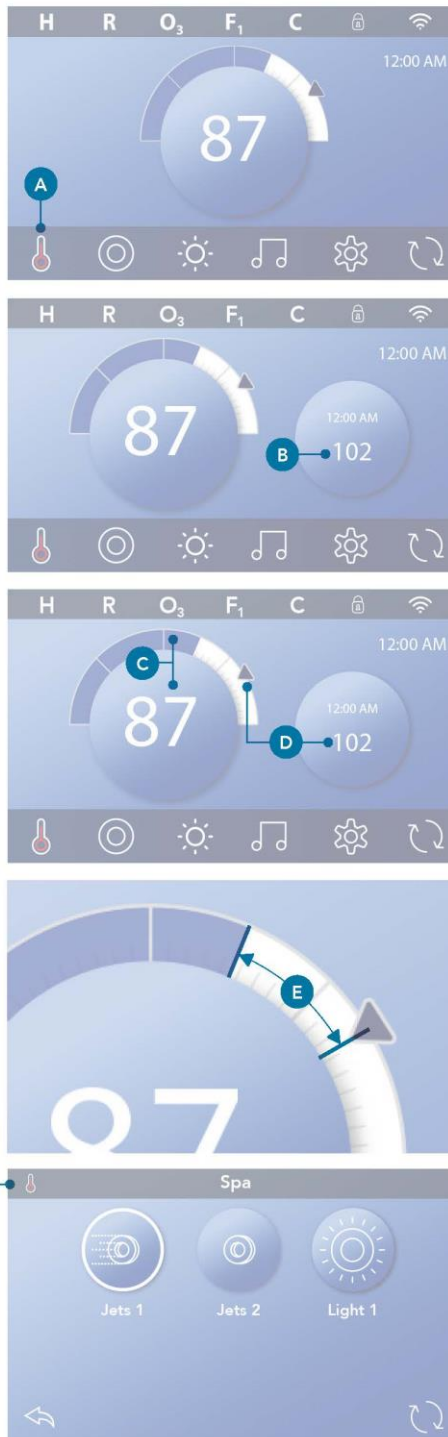 H R O₃ F₁ C
12:00 AM
87
A
H R O₃ F₁ C
12:00 AM
87
12:00 AM
B
102
H R O₃ F₁ C
12:00 AM
C
87
12:00 AM
D
102
E
87
Spa
Jets 1 Jets 2 Light 1